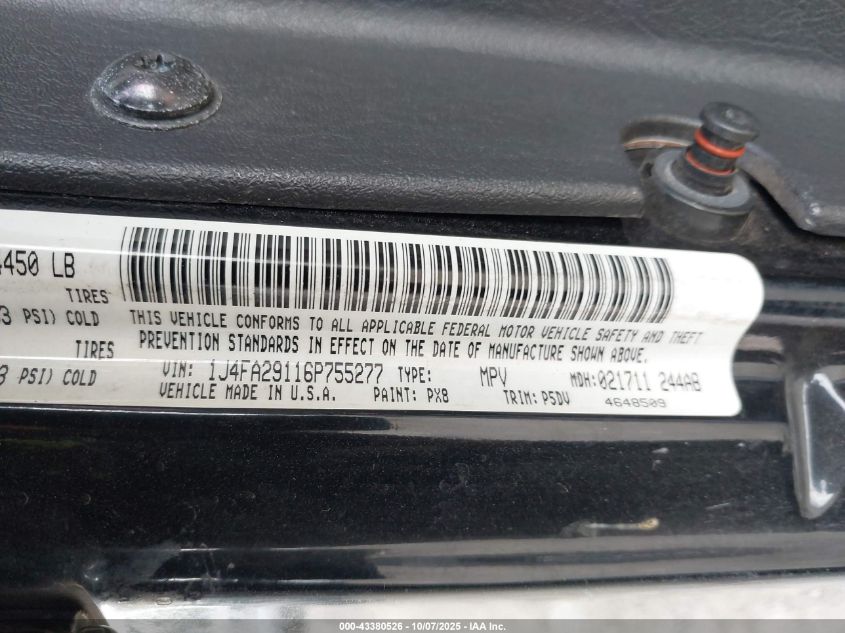 450 LB
TIRES
3 PSI) COLD
THIS VEHICLE CONFORMS TO ALL APPLICABLE FEDERAL MOTOR VEHICLE SAFETY AND THEFT
PREVENTION STANDARDS IN EFFECT ON THE DATE OF MANUFACTURE SHOWN ABOVE.
TIRES
3 PSI) COLD
VIN: 1J4FA29116P755277 TYPE: MPV MDH:021711 244AB
VEHICLE MADE IN U.S.A. PAINT: PX8 TRIM: P5DV 4648509
000-43380526 - 10/07/2025 - IAA Inc.